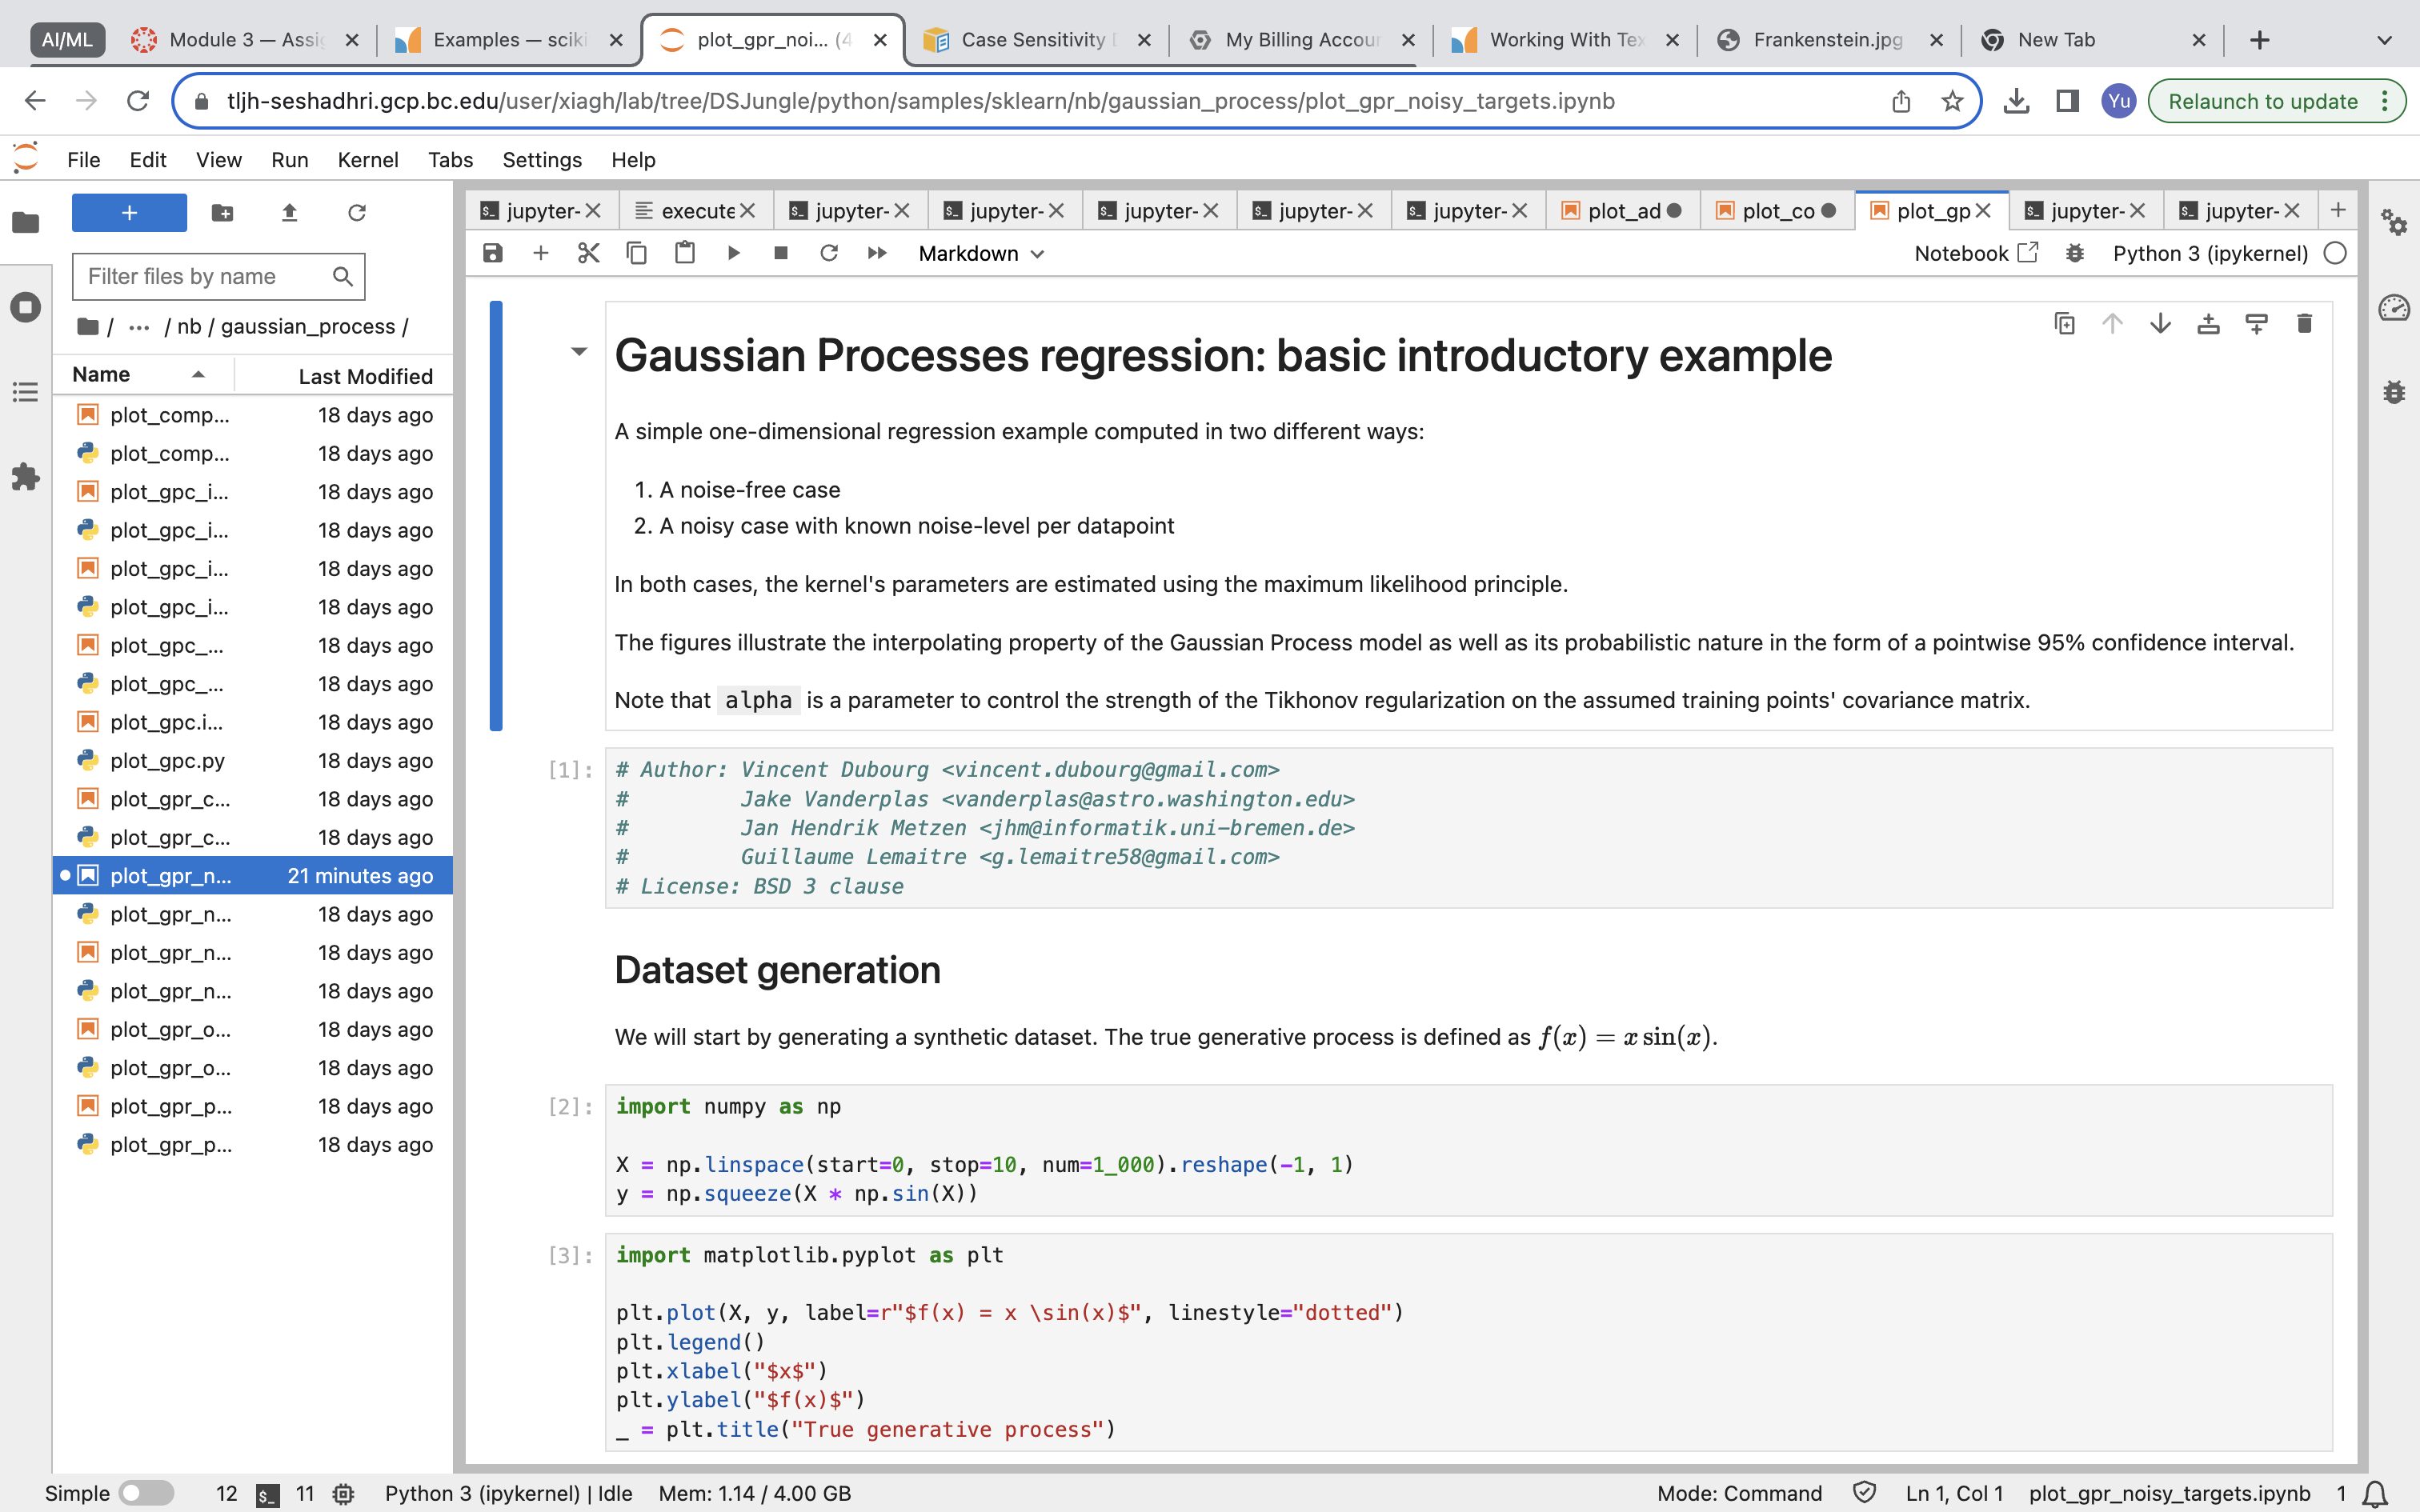 AI/ML
Module 3 — Assig
Examples — sciki
plot_gpr_noi... (4
Case Sensitivity
My Billing Accour
Working With Tex
Frankenstein.jpg
New Tab
tljh-seshadhri.gcp.bc.edu/user/xiagh/lab/tree/DSJungle/python/samples/sklearn/nb/gaussian_process/plot_gpr_noisy_targets.ipynb
Yu
Relaunch to update
File Edit View Run Kernel Tabs Settings Help
Filter files by name
/ ... / nb / gaussian_process /
Name Last Modified
plot_comp... 18 days ago
plot_comp... 18 days ago
plot_gpc_i... 18 days ago
plot_gpc_i... 18 days ago
plot_gpc_i... 18 days ago
plot_gpc_i... 18 days ago
plot_gpc_... 18 days ago
plot_gpc_... 18 days ago
plot_gpc.i... 18 days ago
plot_gpc.py 18 days ago
plot_gpr_c... 18 days ago
plot_gpr_c... 18 days ago
plot_gpr_n... 21 minutes ago
plot_gpr_n... 18 days ago
plot_gpr_n... 18 days ago
plot_gpr_n... 18 days ago
plot_gpr_o... 18 days ago
plot_gpr_o... 18 days ago
plot_gpr_p... 18 days ago
plot_gpr_p... 18 days ago
jupyter- execute jupyter- jupyter- jupyter- jupyter- jupyter- plot_ad plot_co plot_gp jupyter- jupyter-
Markdown
Notebook
Python 3 (ipykernel)
Gaussian Processes regression: basic introductory example
A simple one-dimensional regression example computed in two different ways:
1. A noise-free case
2. A noisy case with known noise-level per datapoint
In both cases, the kernel's parameters are estimated using the maximum likelihood principle.
The figures illustrate the interpolating property of the Gaussian Process model as well as its probabilistic nature in the form of a pointwise 95% confidence interval.
Note that alpha is a parameter to control the strength of the Tikhonov regularization on the assumed training points' covariance matrix.
[1]: # Author: Vincent Dubourg <vincent.dubourg@gmail.com>
#         Jake Vanderplas <vanderplas@astro.washington.edu>
#         Jan Hendrik Metzen <jhm@informatik.uni-bremen.de>
#         Guillaume Lemaitre <g.lemaitre58@gmail.com>
# License: BSD 3 clause
Dataset generation
We will start by generating a synthetic dataset. The true generative process is defined as f(x) = x sin(x).
[2]: import numpy as np
X = np.linspace(start=0, stop=10, num=1_000).reshape(-1, 1)
y = np.squeeze(X * np.sin(X))
[3]: import matplotlib.pyplot as plt
plt.plot(X, y, label=r"$f(x) = x \sin(x)$", linestyle="dotted")
plt.legend()
plt.xlabel("$x$")
plt.ylabel("$f(x)$")
_ = plt.title("True generative process")
Simple 12 11 Python 3 (ipykernel) | Idle Mem: 1.14 / 4.00 GB Mode: Command Ln 1, Col 1 plot_gpr_noisy_targets.ipynb 1